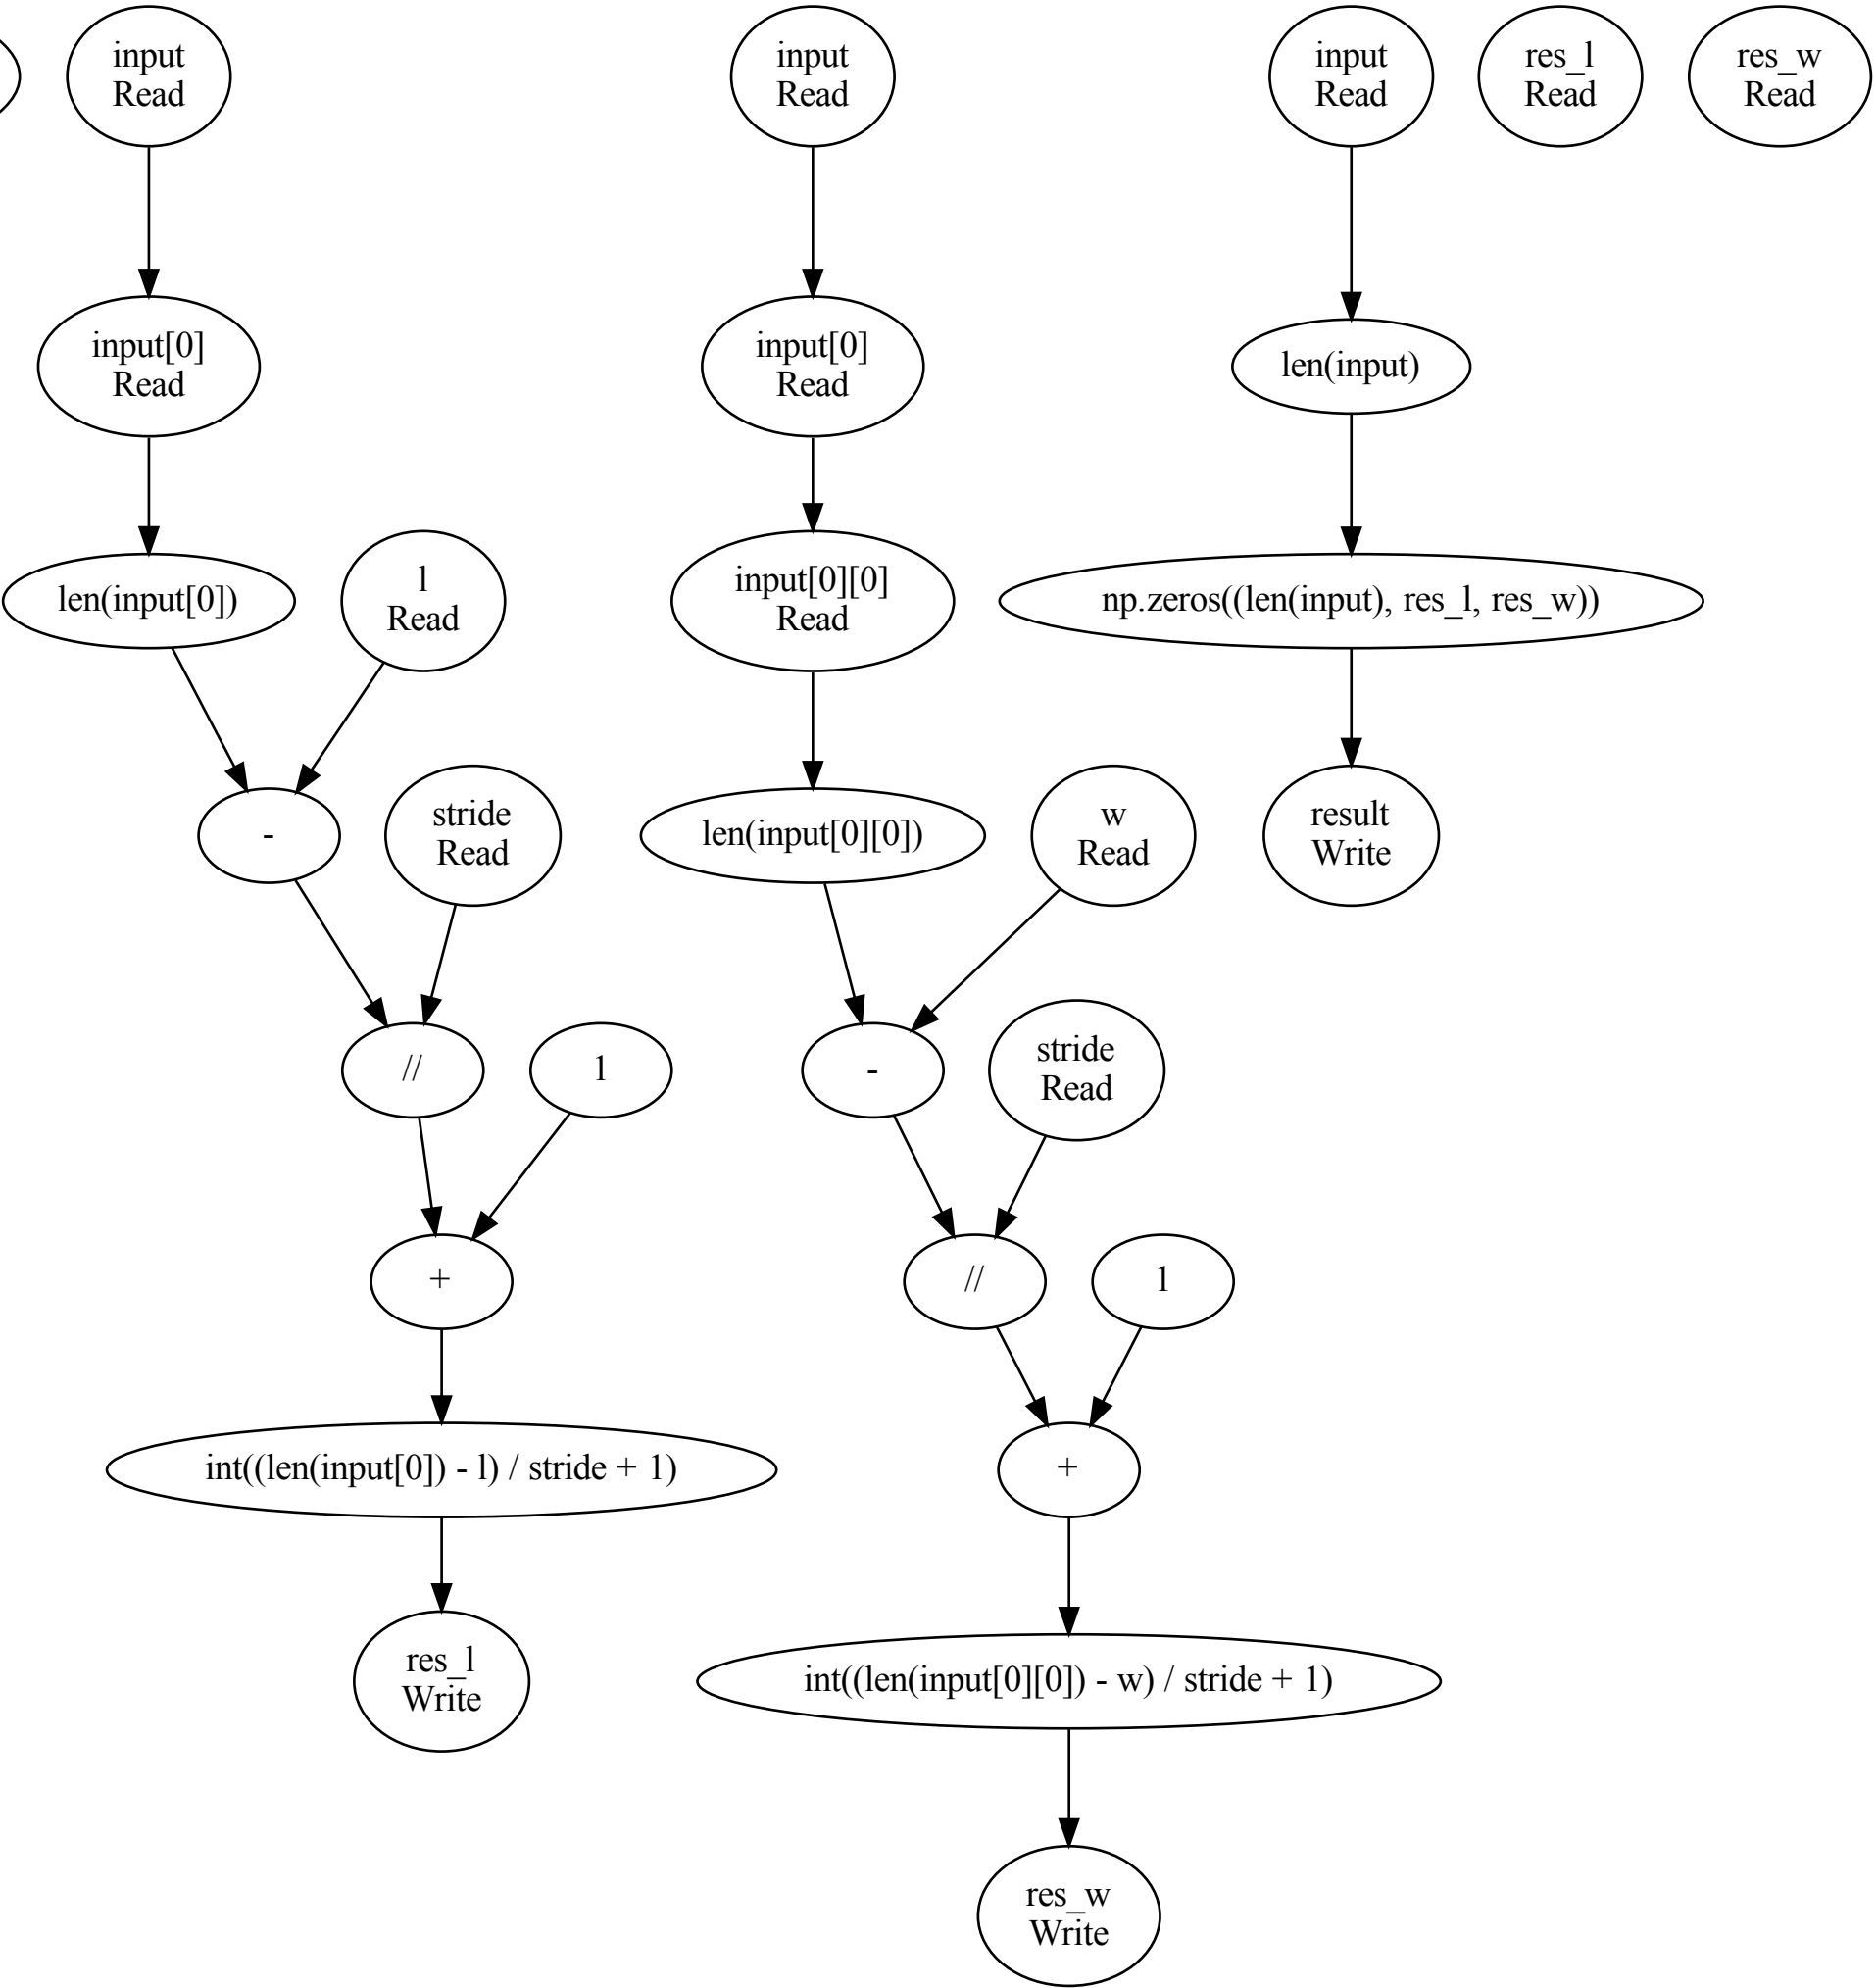 input
Read
input
Read
input
Read
res_l
Read
res_w
Read
input[0]
Read
input[0]
Read
len(input)
len(input[0])
l
Read
input[0][0]
Read
np.zeros((len(input), res_l, res_w))
-
stride
Read
len(input[0][0])
w
Read
result
Write
//
1
-
stride
Read
+
//
1
int((len(input[0]) - l) / stride + 1)
+
res_l
Write
int((len(input[0][0]) - w) / stride + 1)
res_w
Write